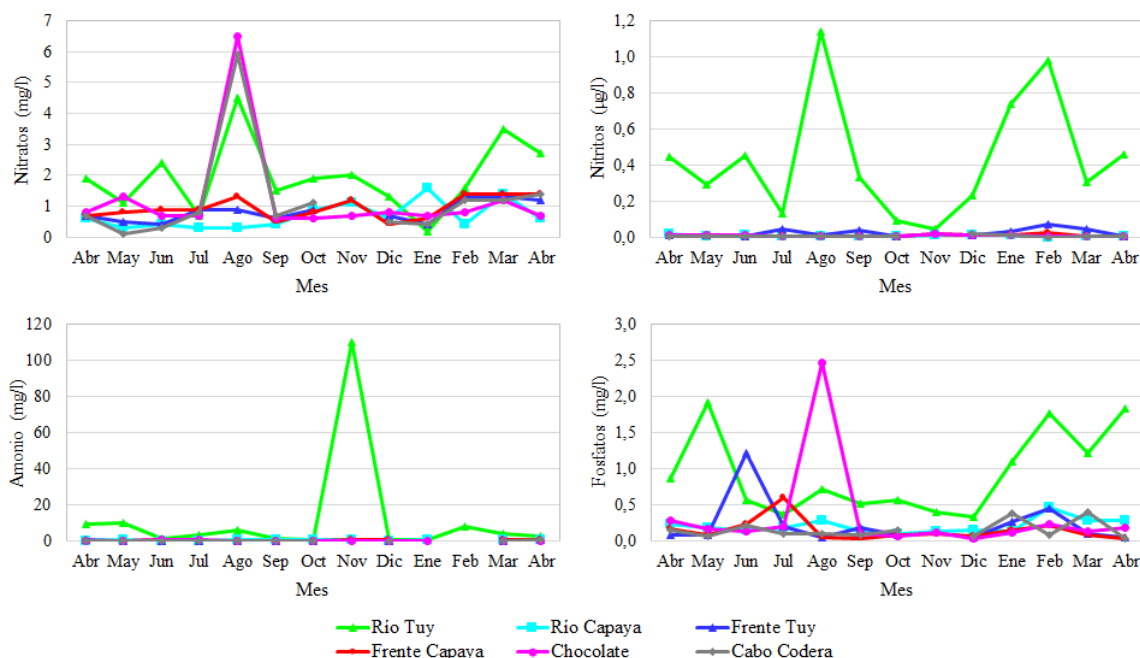 7
6
5
4
3
2
1
0
Nitratos (mg/l)
Abr May Jun Jul Ago Sep Oct Nov Dic Ene Feb Mar Abr
Mes
1,2
1,0
0,8
0,6
0,4
0,2
0,0
Nitritos (µg/l)
Abr May Jun Jul Ago Sep Oct Nov Dic Ene Feb Mar Abr
Mes
120
100
80
60
40
20
0
Amonio (mg/l)
Abr May Jun Jul Ago Sep Oct Nov Dic Ene Feb Mar Abr
Mes
3,0
2,5
2,0
1,5
1,0
0,5
0,0
Fosfatos (mg/l)
Abr May Jun Jul Ago Sep Oct Nov Dic Ene Feb Mar Abr
Mes
Río Tuy Río Capaya Frente Tuy
Frente Capaya Chocolate Cabo Codera